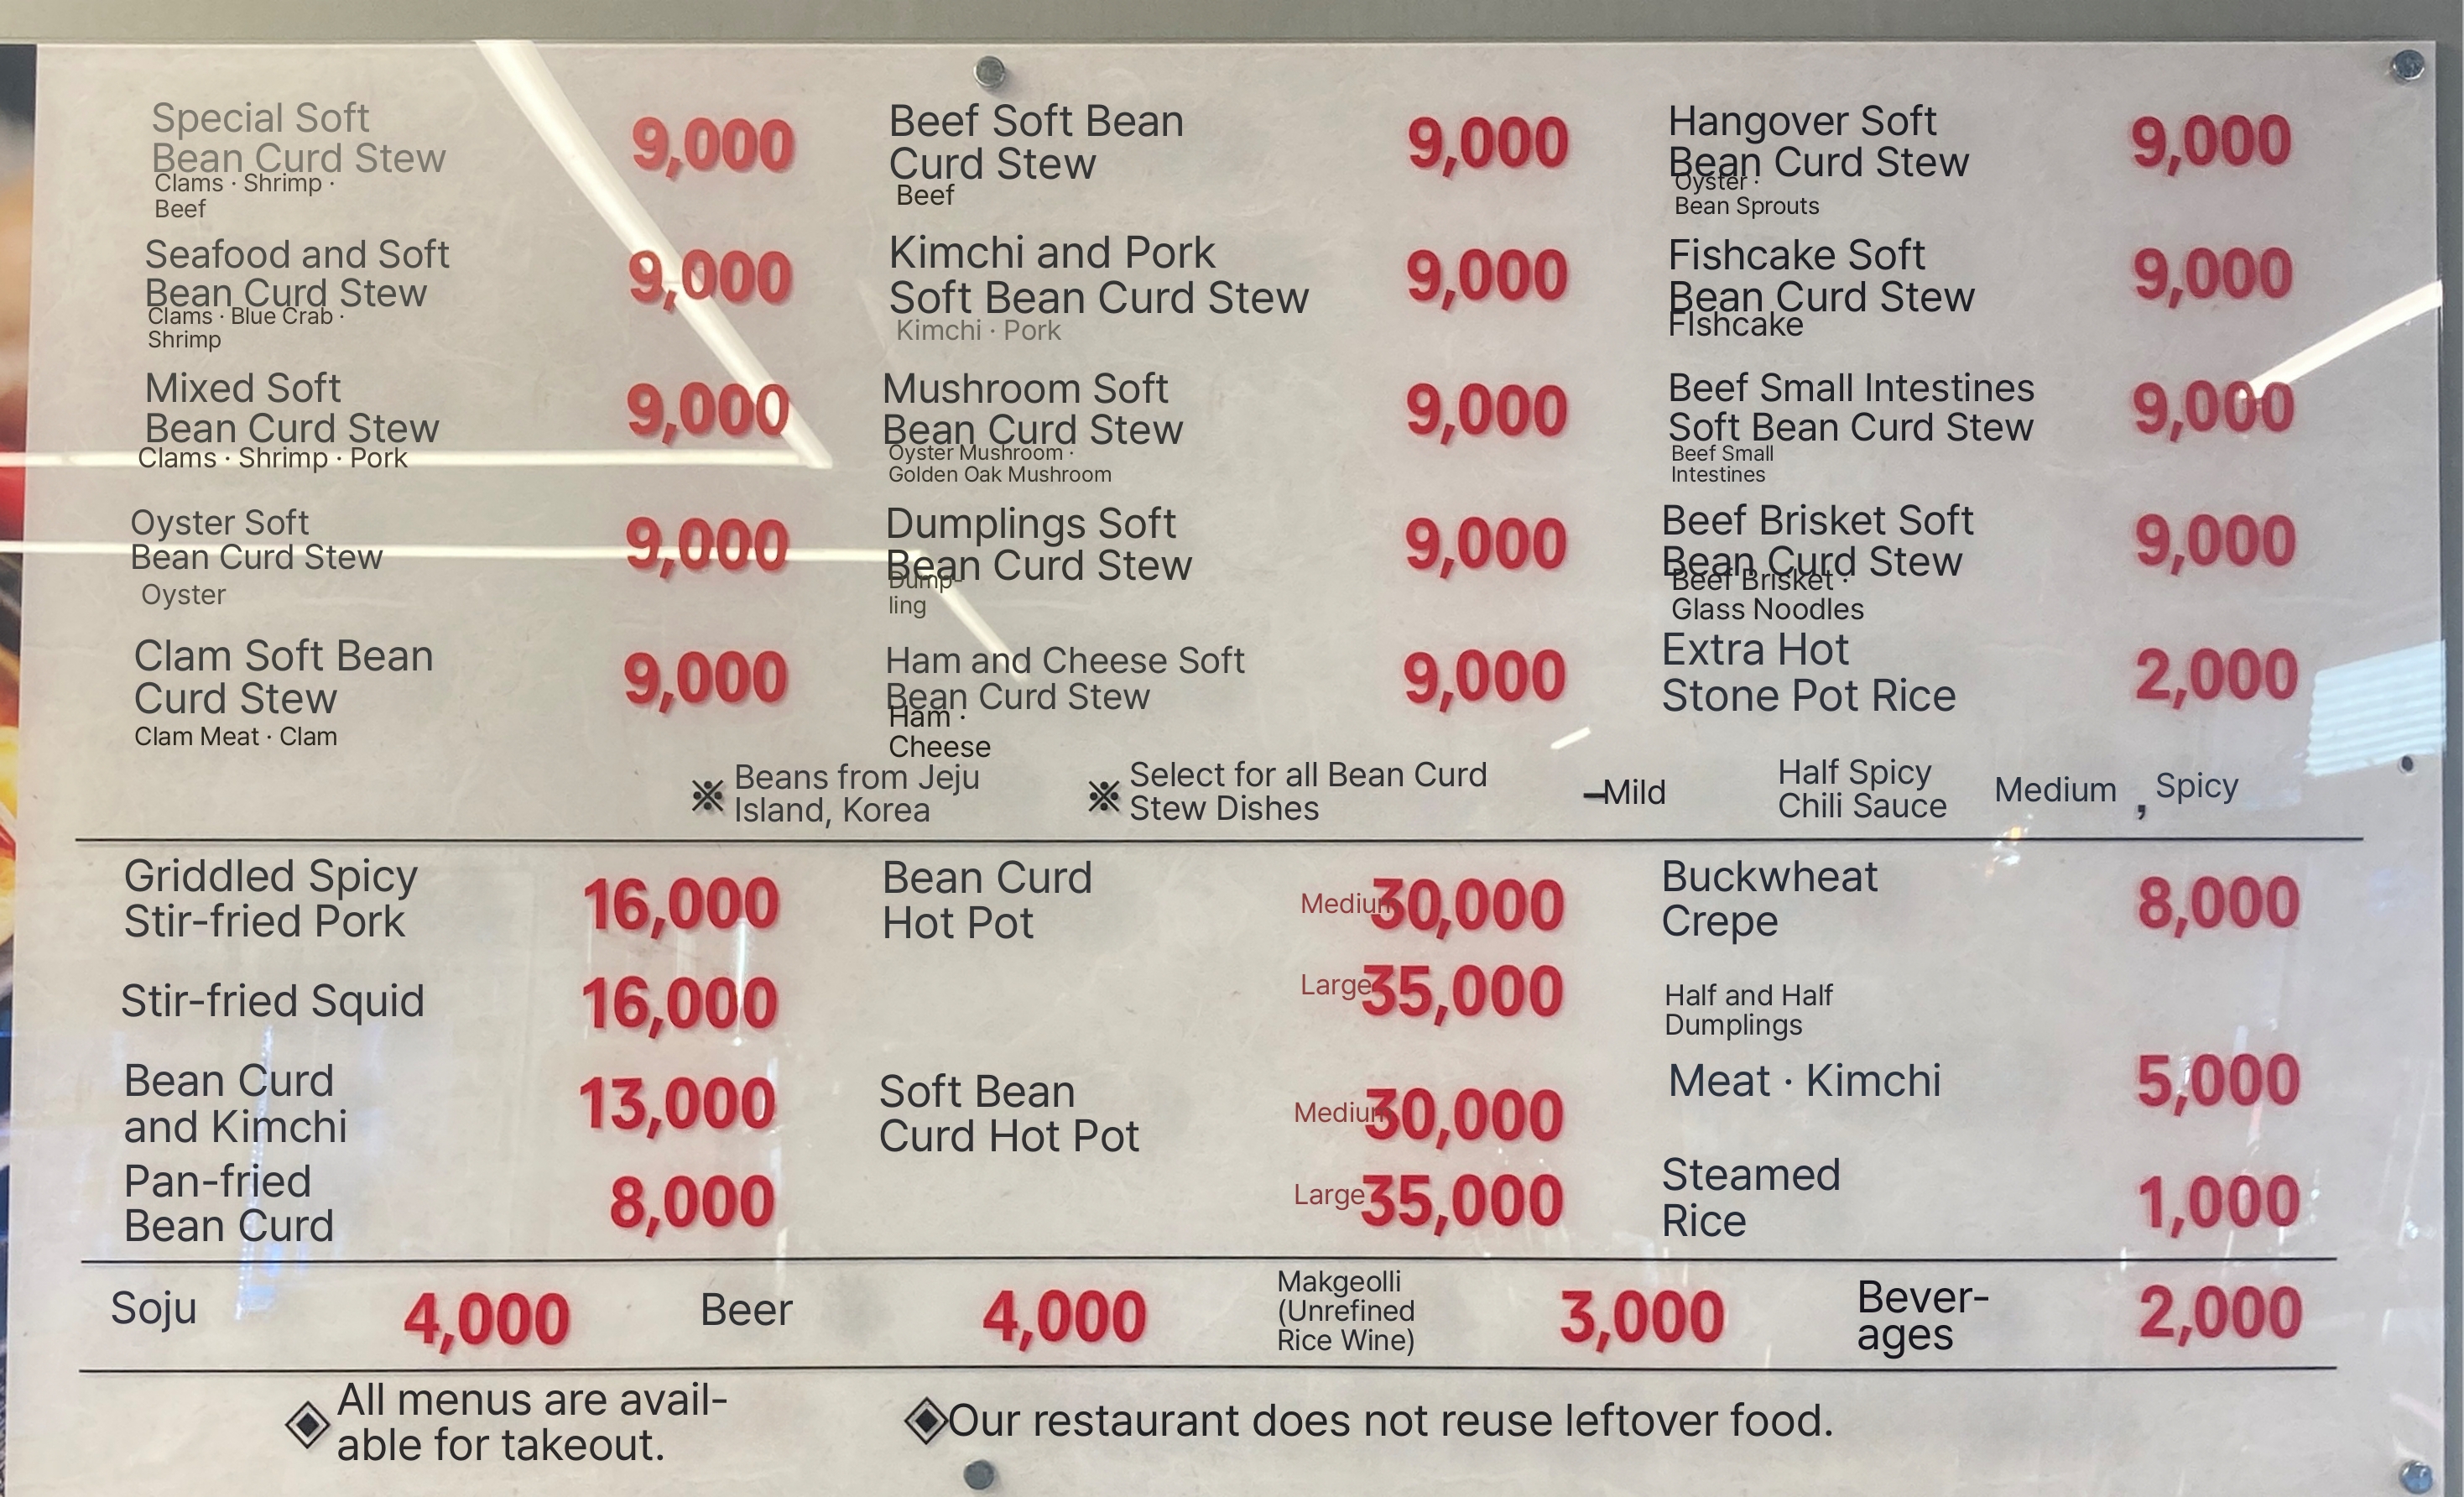 Special Soft
Bean Curd Stew
Clams · Shrimp ·
Beef
9,000
Beef Soft Bean
Curd Stew
Beef
9,000
Hangover Soft
Bean Curd Stew
Oyster ·
Bean Sprouts
9,000
Seafood and Soft
Bean Curd Stew
Clams · Blue Crab ·
Shrimp
9,000
Kimchi and Pork
Soft Bean Curd Stew
Kimchi · Pork
9,000
Fishcake Soft
Bean Curd Stew
FIshcake
9,000
Mixed Soft
Bean Curd Stew
Clams · Shrimp · Pork
9,000
Mushroom Soft
Bean Curd Stew
Oyster Mushroom ·
Golden Oak Mushroom
9,000
Beef Small Intestines
Soft Bean Curd Stew
Beef Small
Intestines
9,000
Oyster Soft
Bean Curd Stew
Oyster
9,000
Dumplings Soft
Bean Curd Stew
Dump-
ling
9,000
Beef Brisket Soft
Bean Curd Stew
Beef Brisket ·
Glass Noodles
9,000
Clam Soft Bean
Curd Stew
Clam Meat · Clam
9,000
Ham and Cheese Soft
Bean Curd Stew
Ham ·
Cheese
9,000
Extra Hot
Stone Pot Rice
2,000
※ Beans from Jeju
Island, Korea
※ Select for all Bean Curd
Stew Dishes
–Mild
Half Spicy
Chili Sauce
Medium , Spicy
Griddled Spicy
Stir-fried Pork
16,000
Bean Curd
Hot Pot
Medium 30,000
Large 35,000
Buckwheat
Crepe
8,000
Stir-fried Squid
16,000
Half and Half
Dumplings
Meat · Kimchi
5,000
Bean Curd
and Kimchi
13,000
Soft Bean
Curd Hot Pot
Medium 30,000
Large 35,000
Pan-fried
Bean Curd
8,000
Steamed
Rice
1,000
Soju
4,000
Beer
4,000
Makgeolli
(Unrefined
Rice Wine)
3,000
Bever-
ages
2,000
◈ All menus are avail-
able for takeout.
◈ Our restaurant does not reuse leftover food.